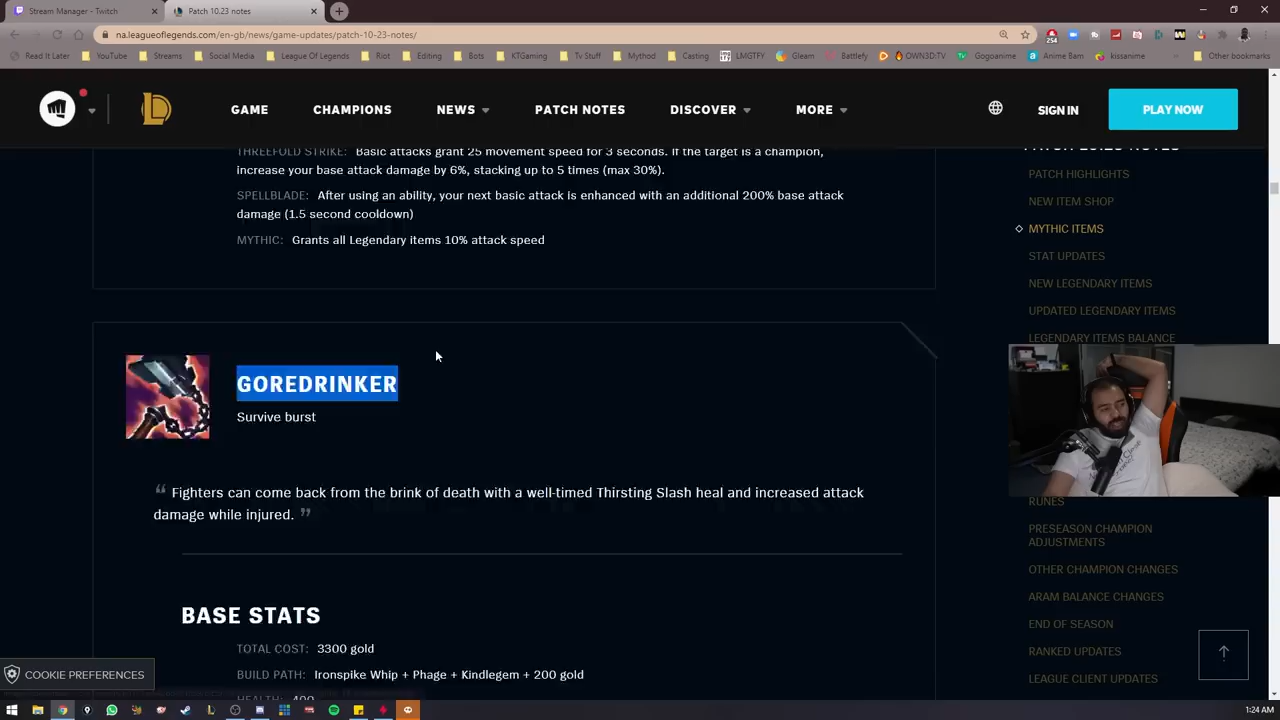 Stream Manager - Twitch
Patch 10.23 notes
na.leagueoflegends.com/en-gb/news/game-updates/patch-10-23-notes/
254
Read It Later YouTube Streams Social Media League Of Legends Riot Editing Bots KTGaming Tv Stuff Mythod Casting LMGTFY Gleam Battlefy OWN3D:TV Gogoanime Anime Bam kissanime Other bookmarks
GAME CHAMPIONS NEWS PATCH NOTES DISCOVER MORE SIGN IN PLAY NOW
THREEFOLD STRIKE: Basic attacks grant 25 movement speed for 3 seconds. If the target is a champion,
increase your base attack damage by 6%, stacking up to 5 times (max 30%).
SPELLBLADE: After using an ability, your next basic attack is enhanced with an additional 200% base attack
damage (1.5 second cooldown)
MYTHIC: Grants all Legendary items 10% attack speed
GOREDRINKER
Survive burst
“ Fighters can come back from the brink of death with a well-timed Thirsting Slash heal and increased attack
damage while injured. ”
BASE STATS
TOTAL COST: 3300 gold
BUILD PATH: Ironspike Whip + Phage + Kindlegem + 200 gold
HEALTH: 400
PATCH 10.23 NOTES
PATCH HIGHLIGHTS
NEW ITEM SHOP
MYTHIC ITEMS
STAT UPDATES
NEW LEGENDARY ITEMS
UPDATED LEGENDARY ITEMS
LEGENDARY ITEMS BALANCE
RUNES
PRESEASON CHAMPION
ADJUSTMENTS
OTHER CHAMPION CHANGES
ARAM BALANCE CHANGES
END OF SEASON
RANKED UPDATES
LEAGUE CLIENT UPDATES
COOKIE PREFERENCES
1:24 AM